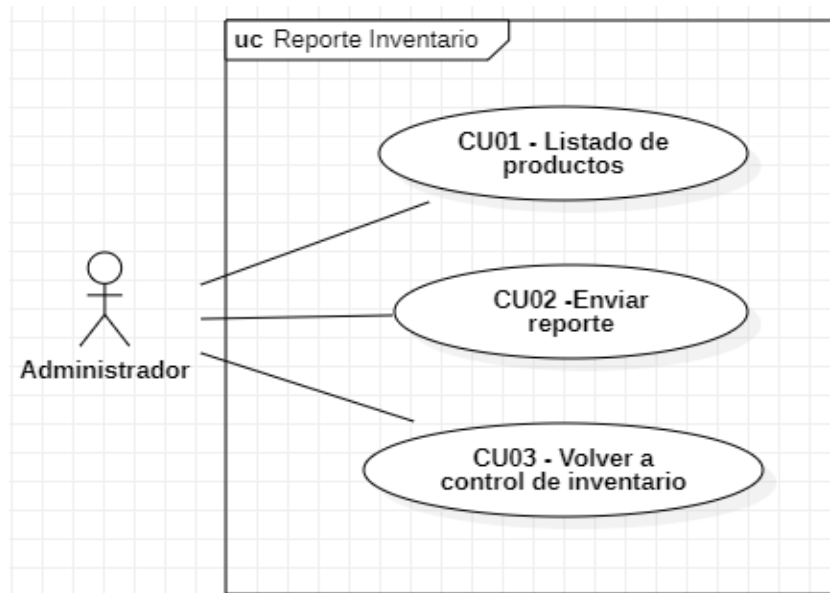 uc Reporte Inventario
CU01 - Listado de
productos
CU02 -Enviar
reporte
Administrador
CU03 - Volver a
control de inventario